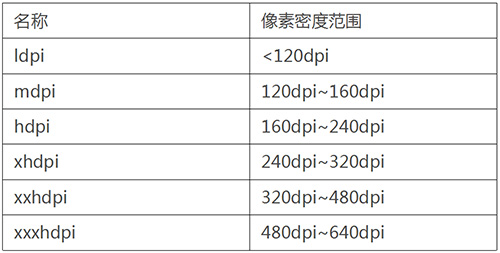 名称 像素密度范围
ldpi <120dpi
mdpi 120dpi~160dpi
hdpi 160dpi~240dpi
xhdpi 240dpi~320dpi
xxhdpi 320dpi~480dpi
xxxhdpi 480dpi~640dpi